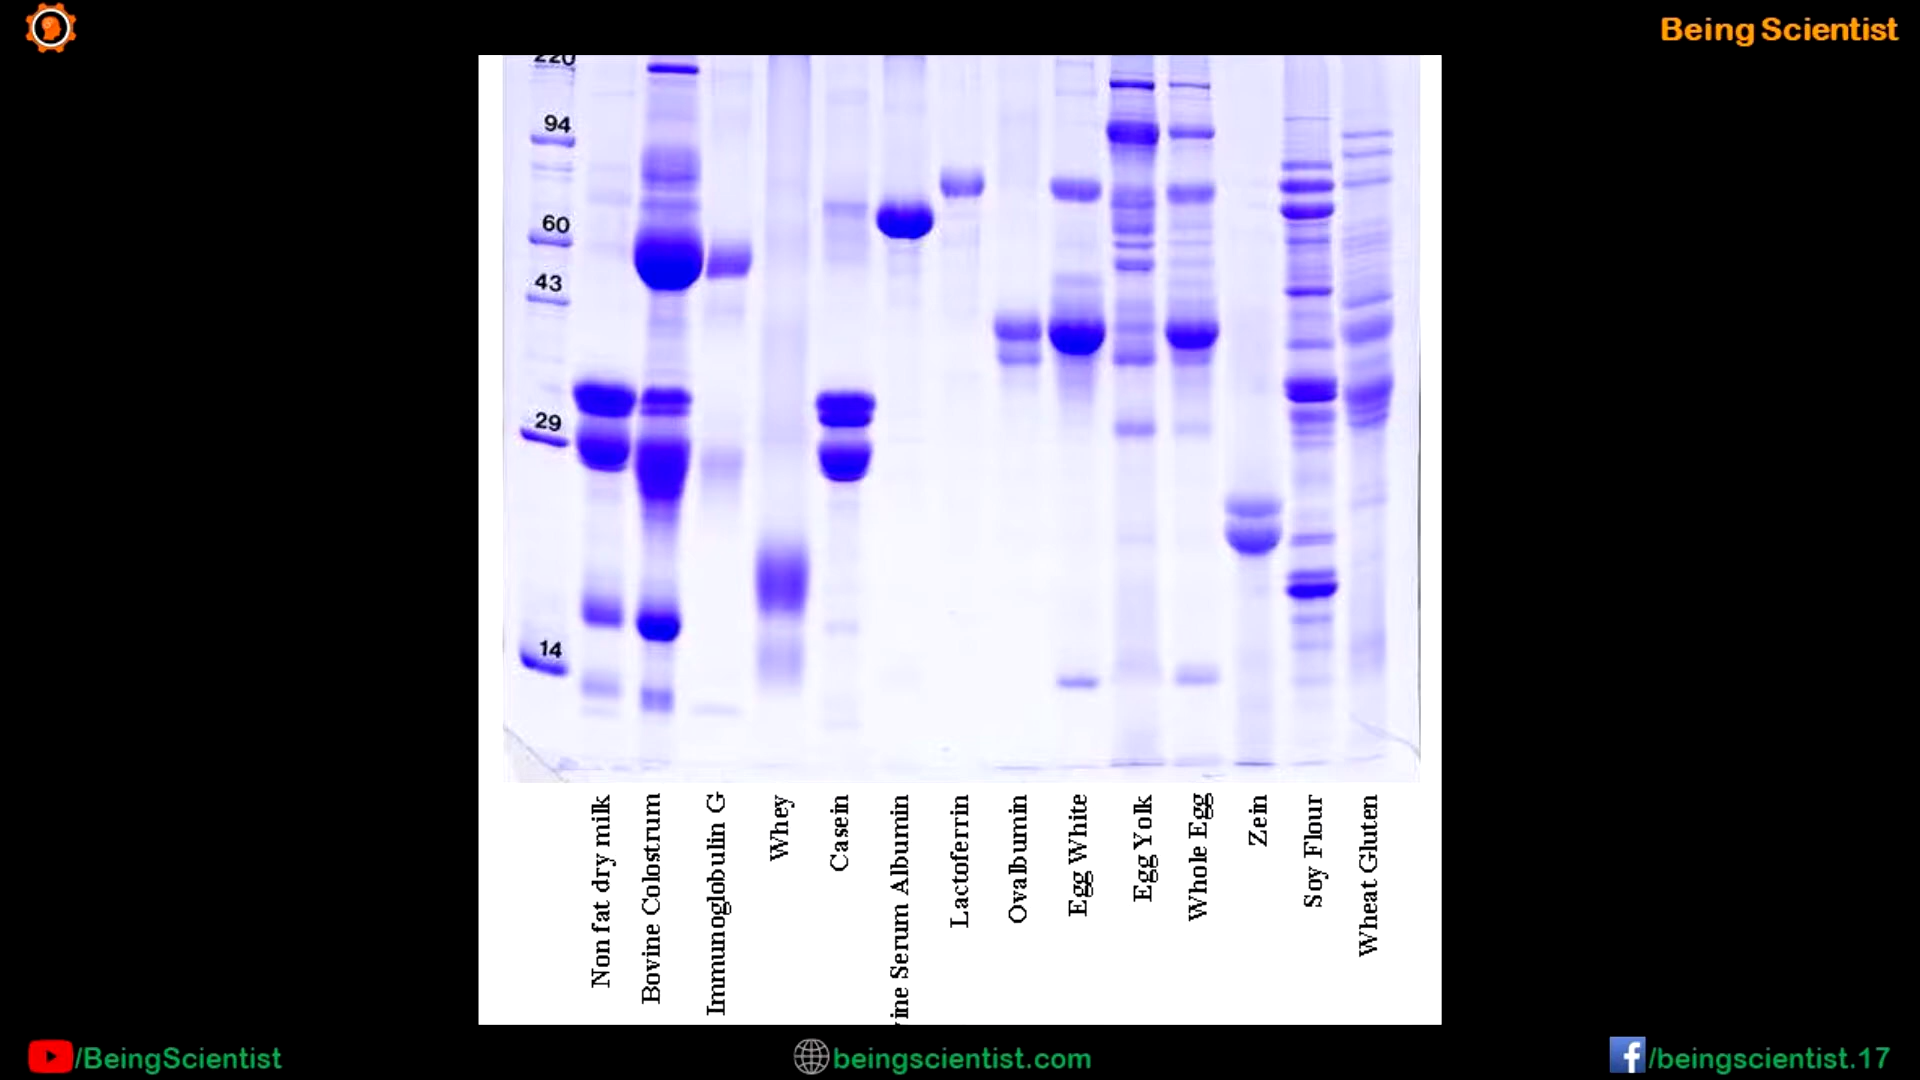 Being Scientist
220
94
60
43
29
14
Non fat dry milk
Bovine Colostrum
Immunoglobulin G
Whey
Casein
vine Serum Albumin
Lactoferrin
Ovalbumin
Egg White
Egg Yolk
Whole Egg
Zein
Soy Flour
Wheat Gluten
/BeingScientist
beingscientist.com
/beingscientist.17